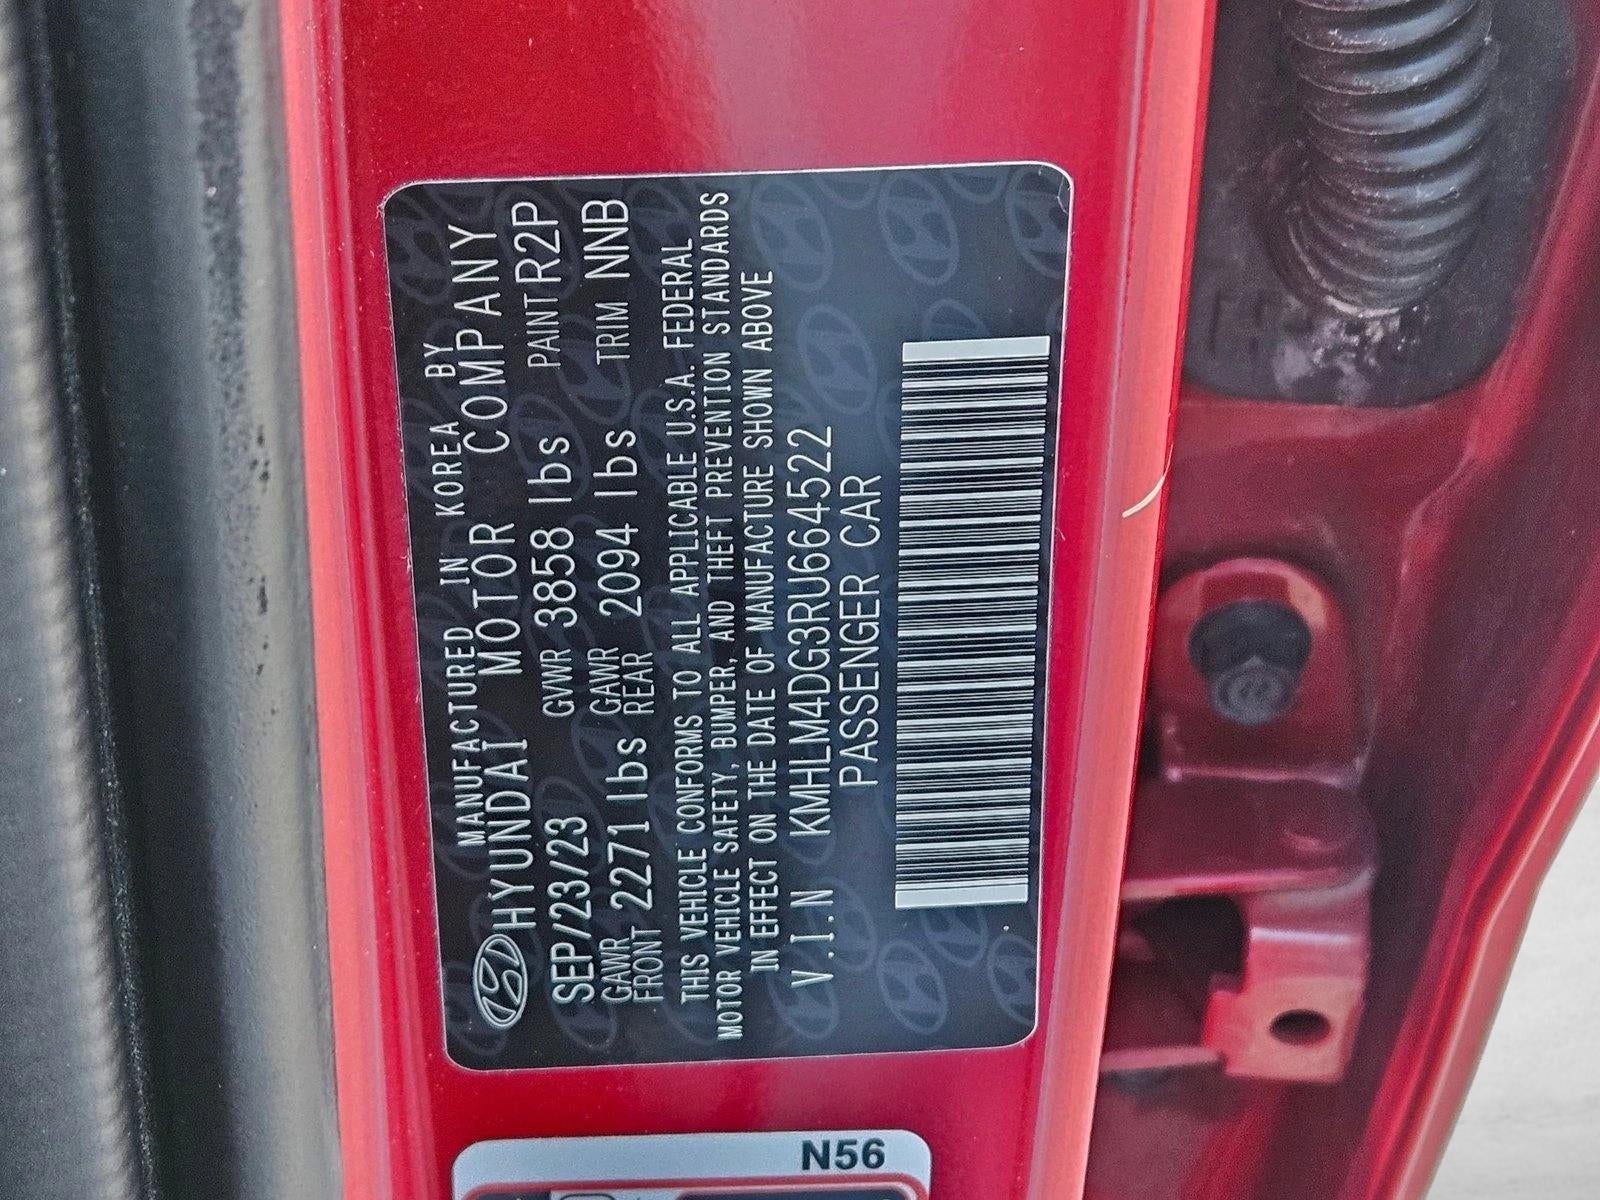 MANUFACTURED IN KOREA BY
HYUNDAI MOTOR COMPANY
SEP/23/23 GVWR 3858 lbs PAINT R2P
GAWR FRONT 2271 lbs GAWR REAR 2094 lbs TRIM NNB
THIS VEHICLE CONFORMS TO ALL APPLICABLE U.S.A. FEDERAL
MOTOR VEHICLE SAFETY, BUMPER, AND THEFT PREVENTION STANDARDS
IN EFFECT ON THE DATE OF MANUFACTURE SHOWN ABOVE
V.I.N KMHLM4DG3RU664522
PASSENGER CAR
N56